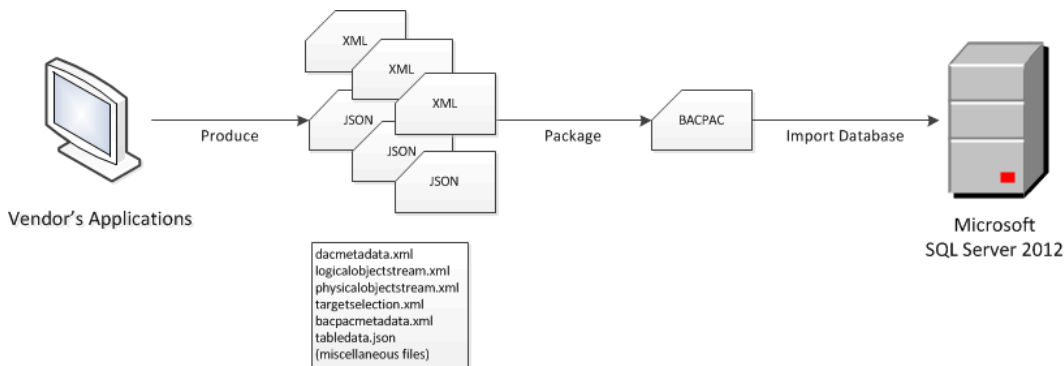 XML
XML
XML
JSON
JSON
JSON
Produce
Package
BACPAC
Import Database
Vendor's Applications
Microsoft
SQL Server 2012
dacmetadata.xml
logicalobjectstream.xml
physicalobjectstream.xml
targetselection.xml
bacpacmetadata.xml
tabledata.json
(miscellaneous files)